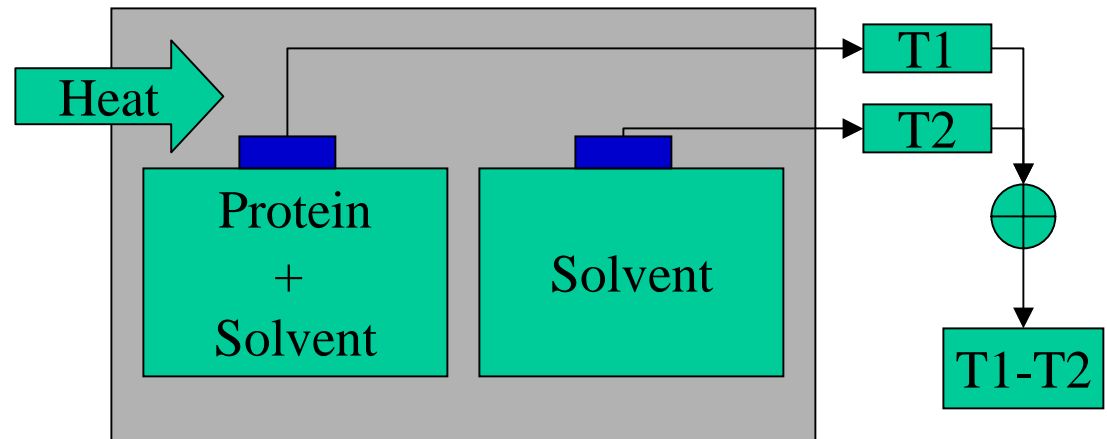 Heat
Protein
+
Solvent
Solvent
T1
T2
T1-T2